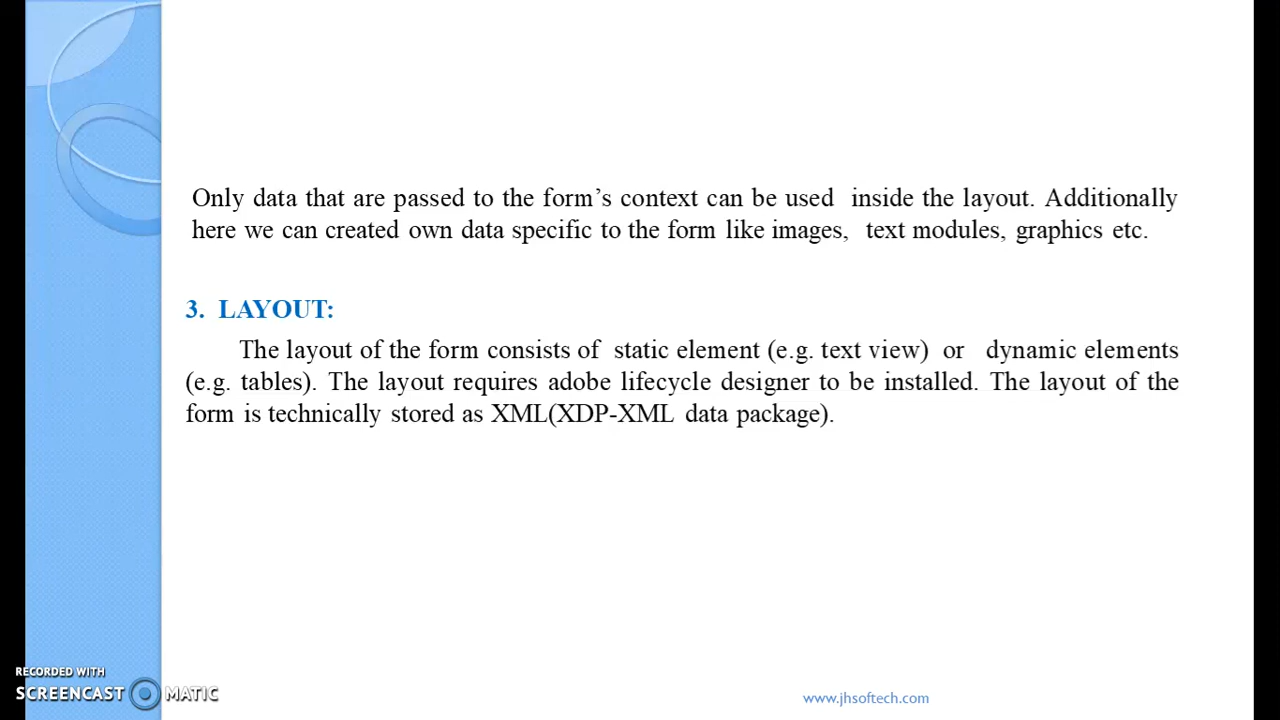 Only data that are passed to the form’s context can be used inside the layout. Additionally
here we can created own data specific to the form like images, text modules, graphics etc.
3. LAYOUT:
The layout of the form consists of static element (e.g. text view) or dynamic elements
(e.g. tables). The layout requires adobe lifecycle designer to be installed. The layout of the
form is technically stored as XML(XDP-XML data package).
RECORDED WITH
SCREENCAST MATIC
www.jhsoftech.com